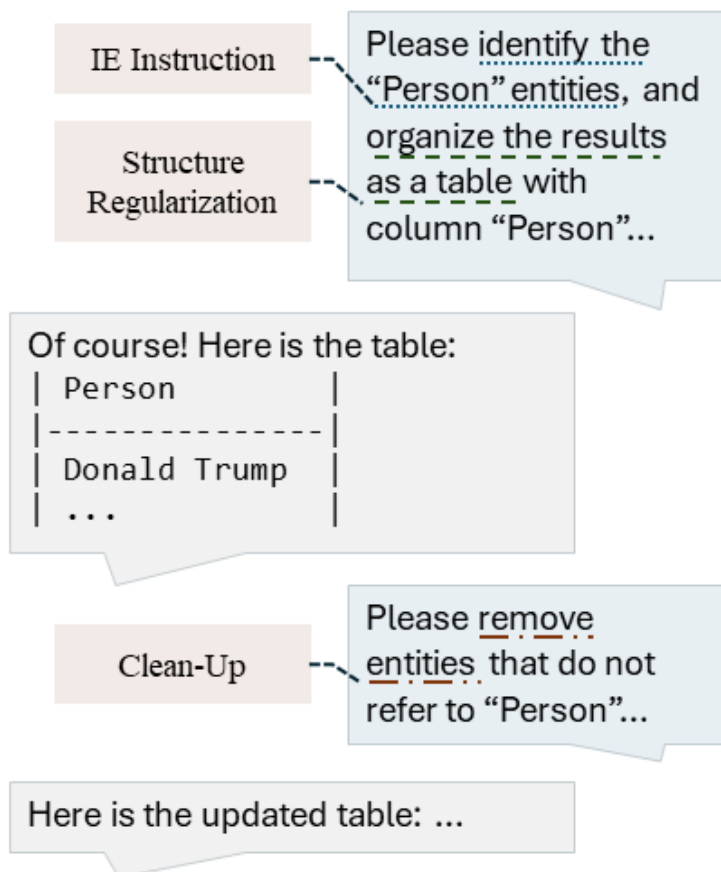 IE Instruction
Please identify the
“Person” entities, and
organize the results
as a table with
column “Person”...
Structure
Regularization
Of course! Here is the table:
| Person |
|---------------|
| Donald Trump |
| ... |
Clean-Up
Please remove
entities that do not
refer to “Person”...
Here is the updated table: ...